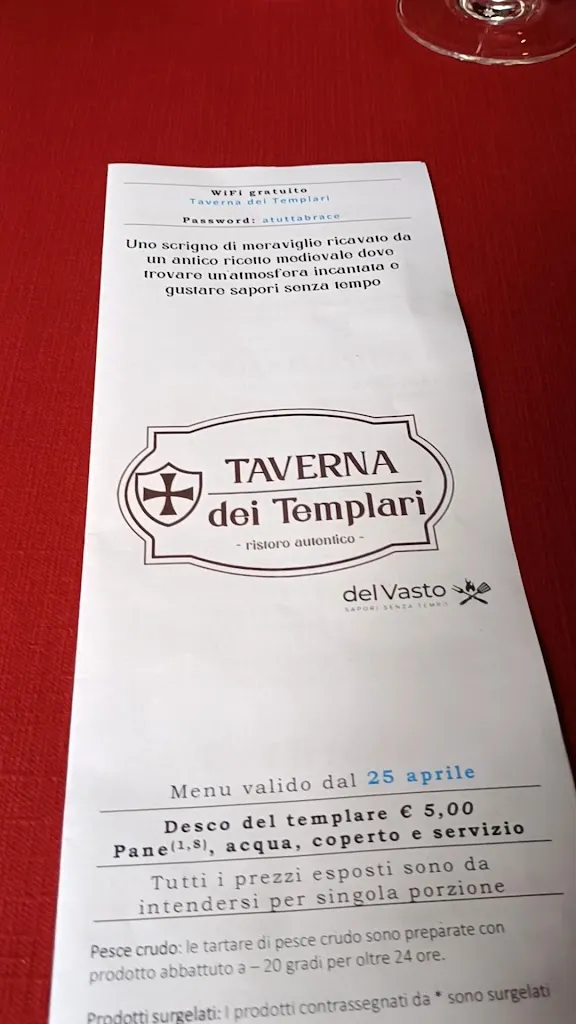 WiFi gratuito
Taverna dei Templari
Password: atuttabrace
Uno scrigno di meraviglie ricavato da
un antico ricetto medievale dove
trovare un'atmosfera incantata e
gustare sapori senza tempo
TAVERNA
dei Templari
- ristoro autentico -
del Vasto
SAPORI SENZA TEMPO
Menu valido dal 25 aprile
Desco del templare € 5,00
Pane(1,8), acqua, coperto e servizio
Tutti i prezzi esposti sono da
intendersi per singola porzione
Pesce crudo: le tartare di pesce crudo sono preparate con
prodotto abbattuto a – 20 gradi per oltre 24 ore.
Prodotti surgelati: I prodotti contrassegnati da * sono surgelati